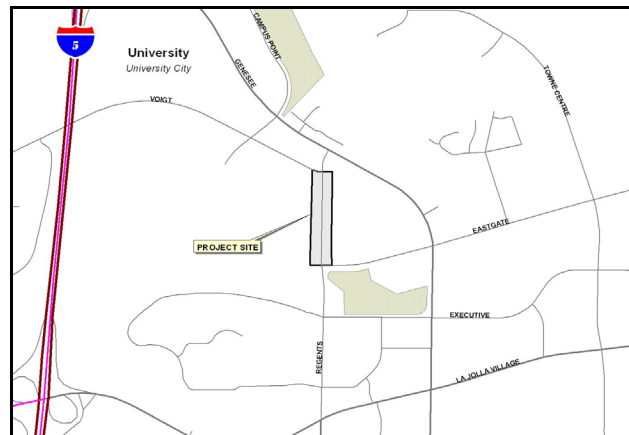 CAMPUS POINT
5
University
University City
GENESEE
TOWNE CENTRE
VOIGT
EASTGATE
PROJECT SITE
EXECUTIVE
REGENTS
LA JOLLA VILLAGE